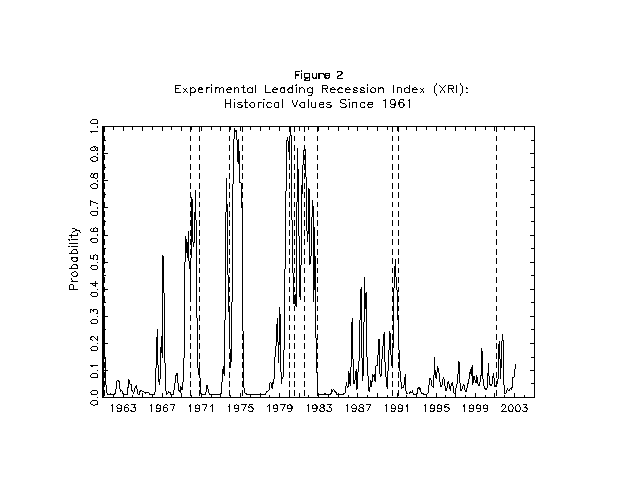 Figure 2
Experimental Leading Recession Index (XRI):
Historical Values Since 1961
Probability
1.0
0.9
0.8
0.7
0.6
0.5
0.4
0.3
0.2
0.1
0.0
1963 1967 1971 1975 1979 1983 1987 1991 1995 1999 2003